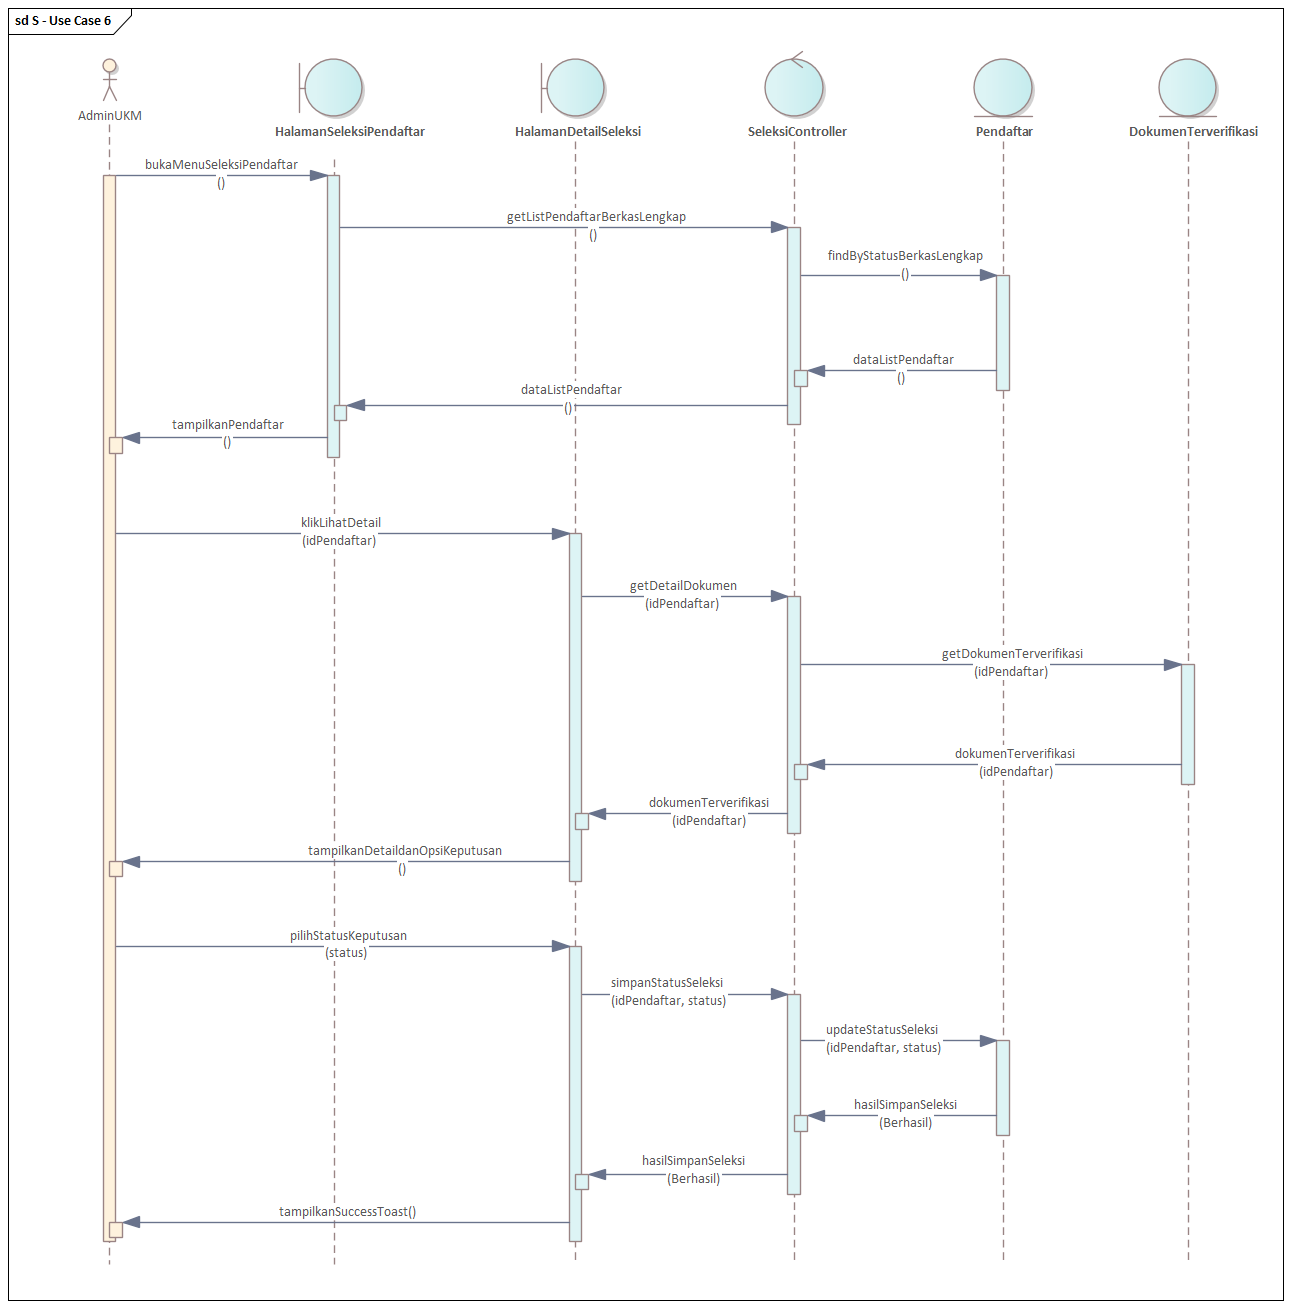 sd S - Use Case 6
AdminUKM
HalamanSeleksiPendaftar
HalamanDetailSeleksi
SeleksiController
Pendaftar
DokumenTerverifikasi
bukaMenuSeleksiPendaftar
()
getListPendaftarBerkasLengkap
()
findByStatusBerkasLengkap
()
dataListPendaftar
()
dataListPendaftar
()
tampilkanPendaftar
()
klikLihatDetail
(idPendaftar)
getDetailDokumen
(idPendaftar)
getDokumenTerverifikasi
(idPendaftar)
dokumenTerverifikasi
(idPendaftar)
dokumenTerverifikasi
(idPendaftar)
tampilkanDetaildanOpsiKeputusan
()
pilihStatusKeputusan
(status)
simpanStatusSeleksi
(idPendaftar, status)
updateStatusSeleksi
(idPendaftar, status)
hasilSimpanSeleksi
(Berhasil)
hasilSimpanSeleksi
(Berhasil)
tampilkanSuccessToast()